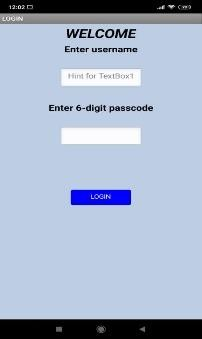 12:02
LOGIN
WELCOME
Enter username
Hint for TextBox1
Enter 6-digit passcode
LOGIN